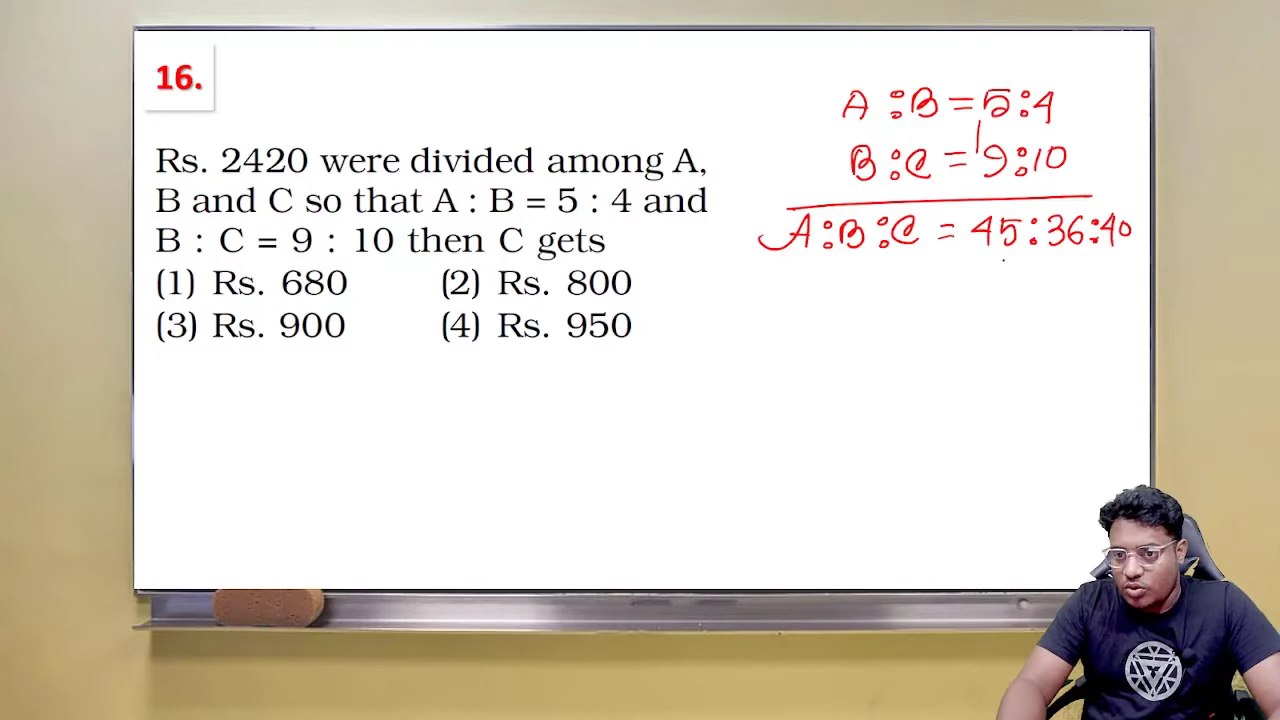 16.
Rs. 2420 were divided among A,
B and C so that A : B = 5 : 4 and
B : C = 9 : 10 then C gets
(1) Rs. 680 (2) Rs. 800
(3) Rs. 900 (4) Rs. 950
A : B = 5 : 4
B : C = 9 : 10
A : B : C = 45 : 36 : 40